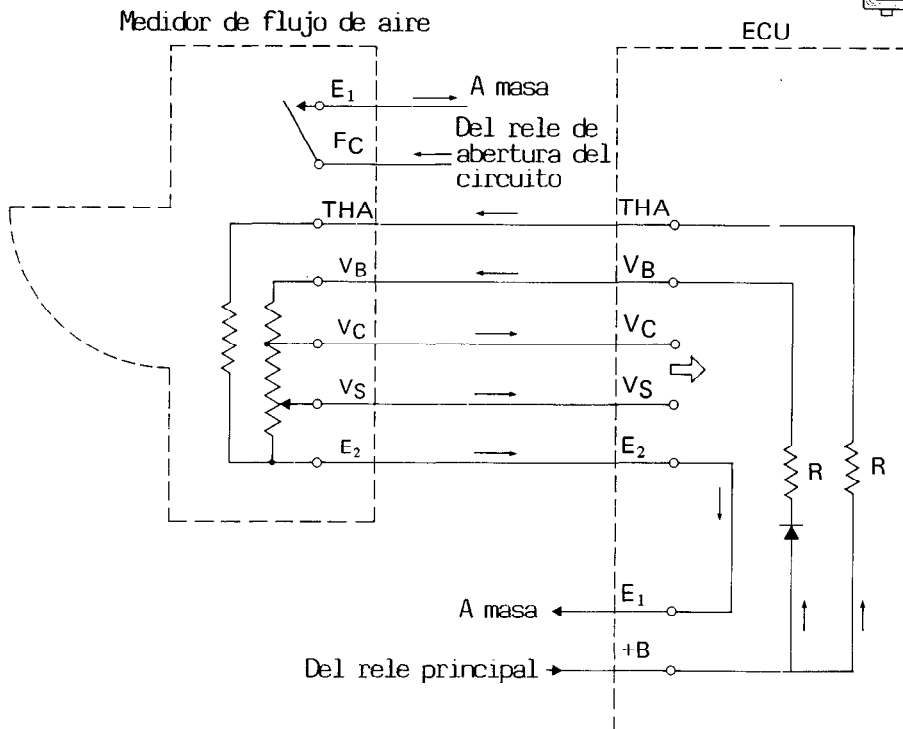 Medidor de flujo de aire
ECU
E1
A masa
FC
Del rele de
abertura del
circuito
THA
THA
VB
VB
VC
VC
VS
VS
E2
E2
R
R
E1
A masa
+B
Del rele principal